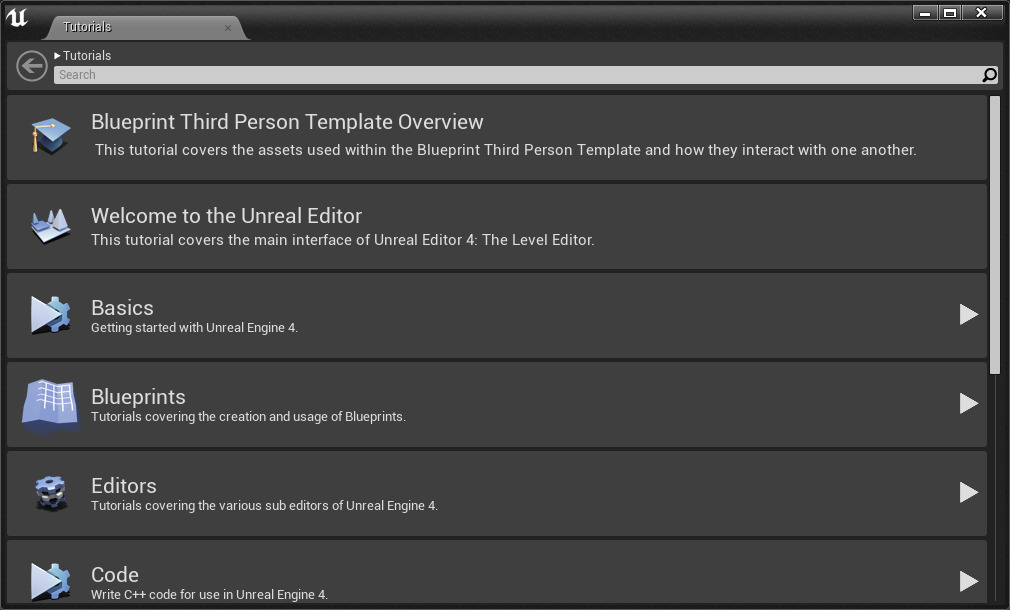 Tutorials
Tutorials
Search
Blueprint Third Person Template Overview
This tutorial covers the assets used within the Blueprint Third Person Template and how they interact with one another.
Welcome to the Unreal Editor
This tutorial covers the main interface of Unreal Editor 4: The Level Editor.
Basics
Getting started with Unreal Engine 4.
Blueprints
Tutorials covering the creation and usage of Blueprints.
Editors
Tutorials covering the various sub editors of Unreal Engine 4.
Code
Write C++ code for use in Unreal Engine 4.